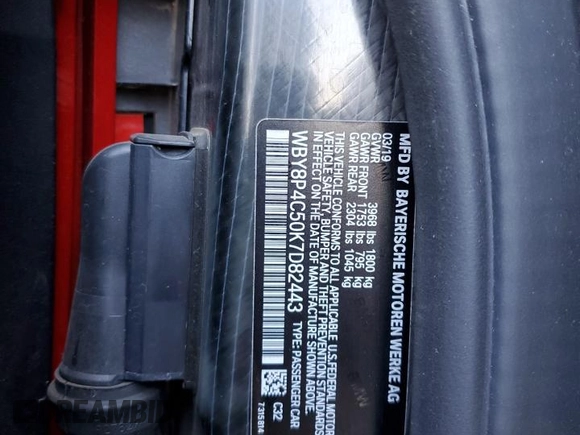 MFD BY BAYERISCHE MOTOREN WERKE AG
03/19
GVWR 3968 lbs 1800 kg
GAWR FRONT 1753 lbs 795 kg
GAWR REAR 2304 lbs 1045 kg
THIS VEHICLE CONFORMS TO ALL APPLICABLE U.S. FEDERAL MOTOR
VEHICLE SAFETY, BUMPER AND THEFT PREVENTION STANDARDS
IN EFFECT ON THE DATE OF MANUFACTURE SHOWN ABOVE.
WBY8P4C50K7D82443 TYPE: PASSENGER CAR
C32
7315814